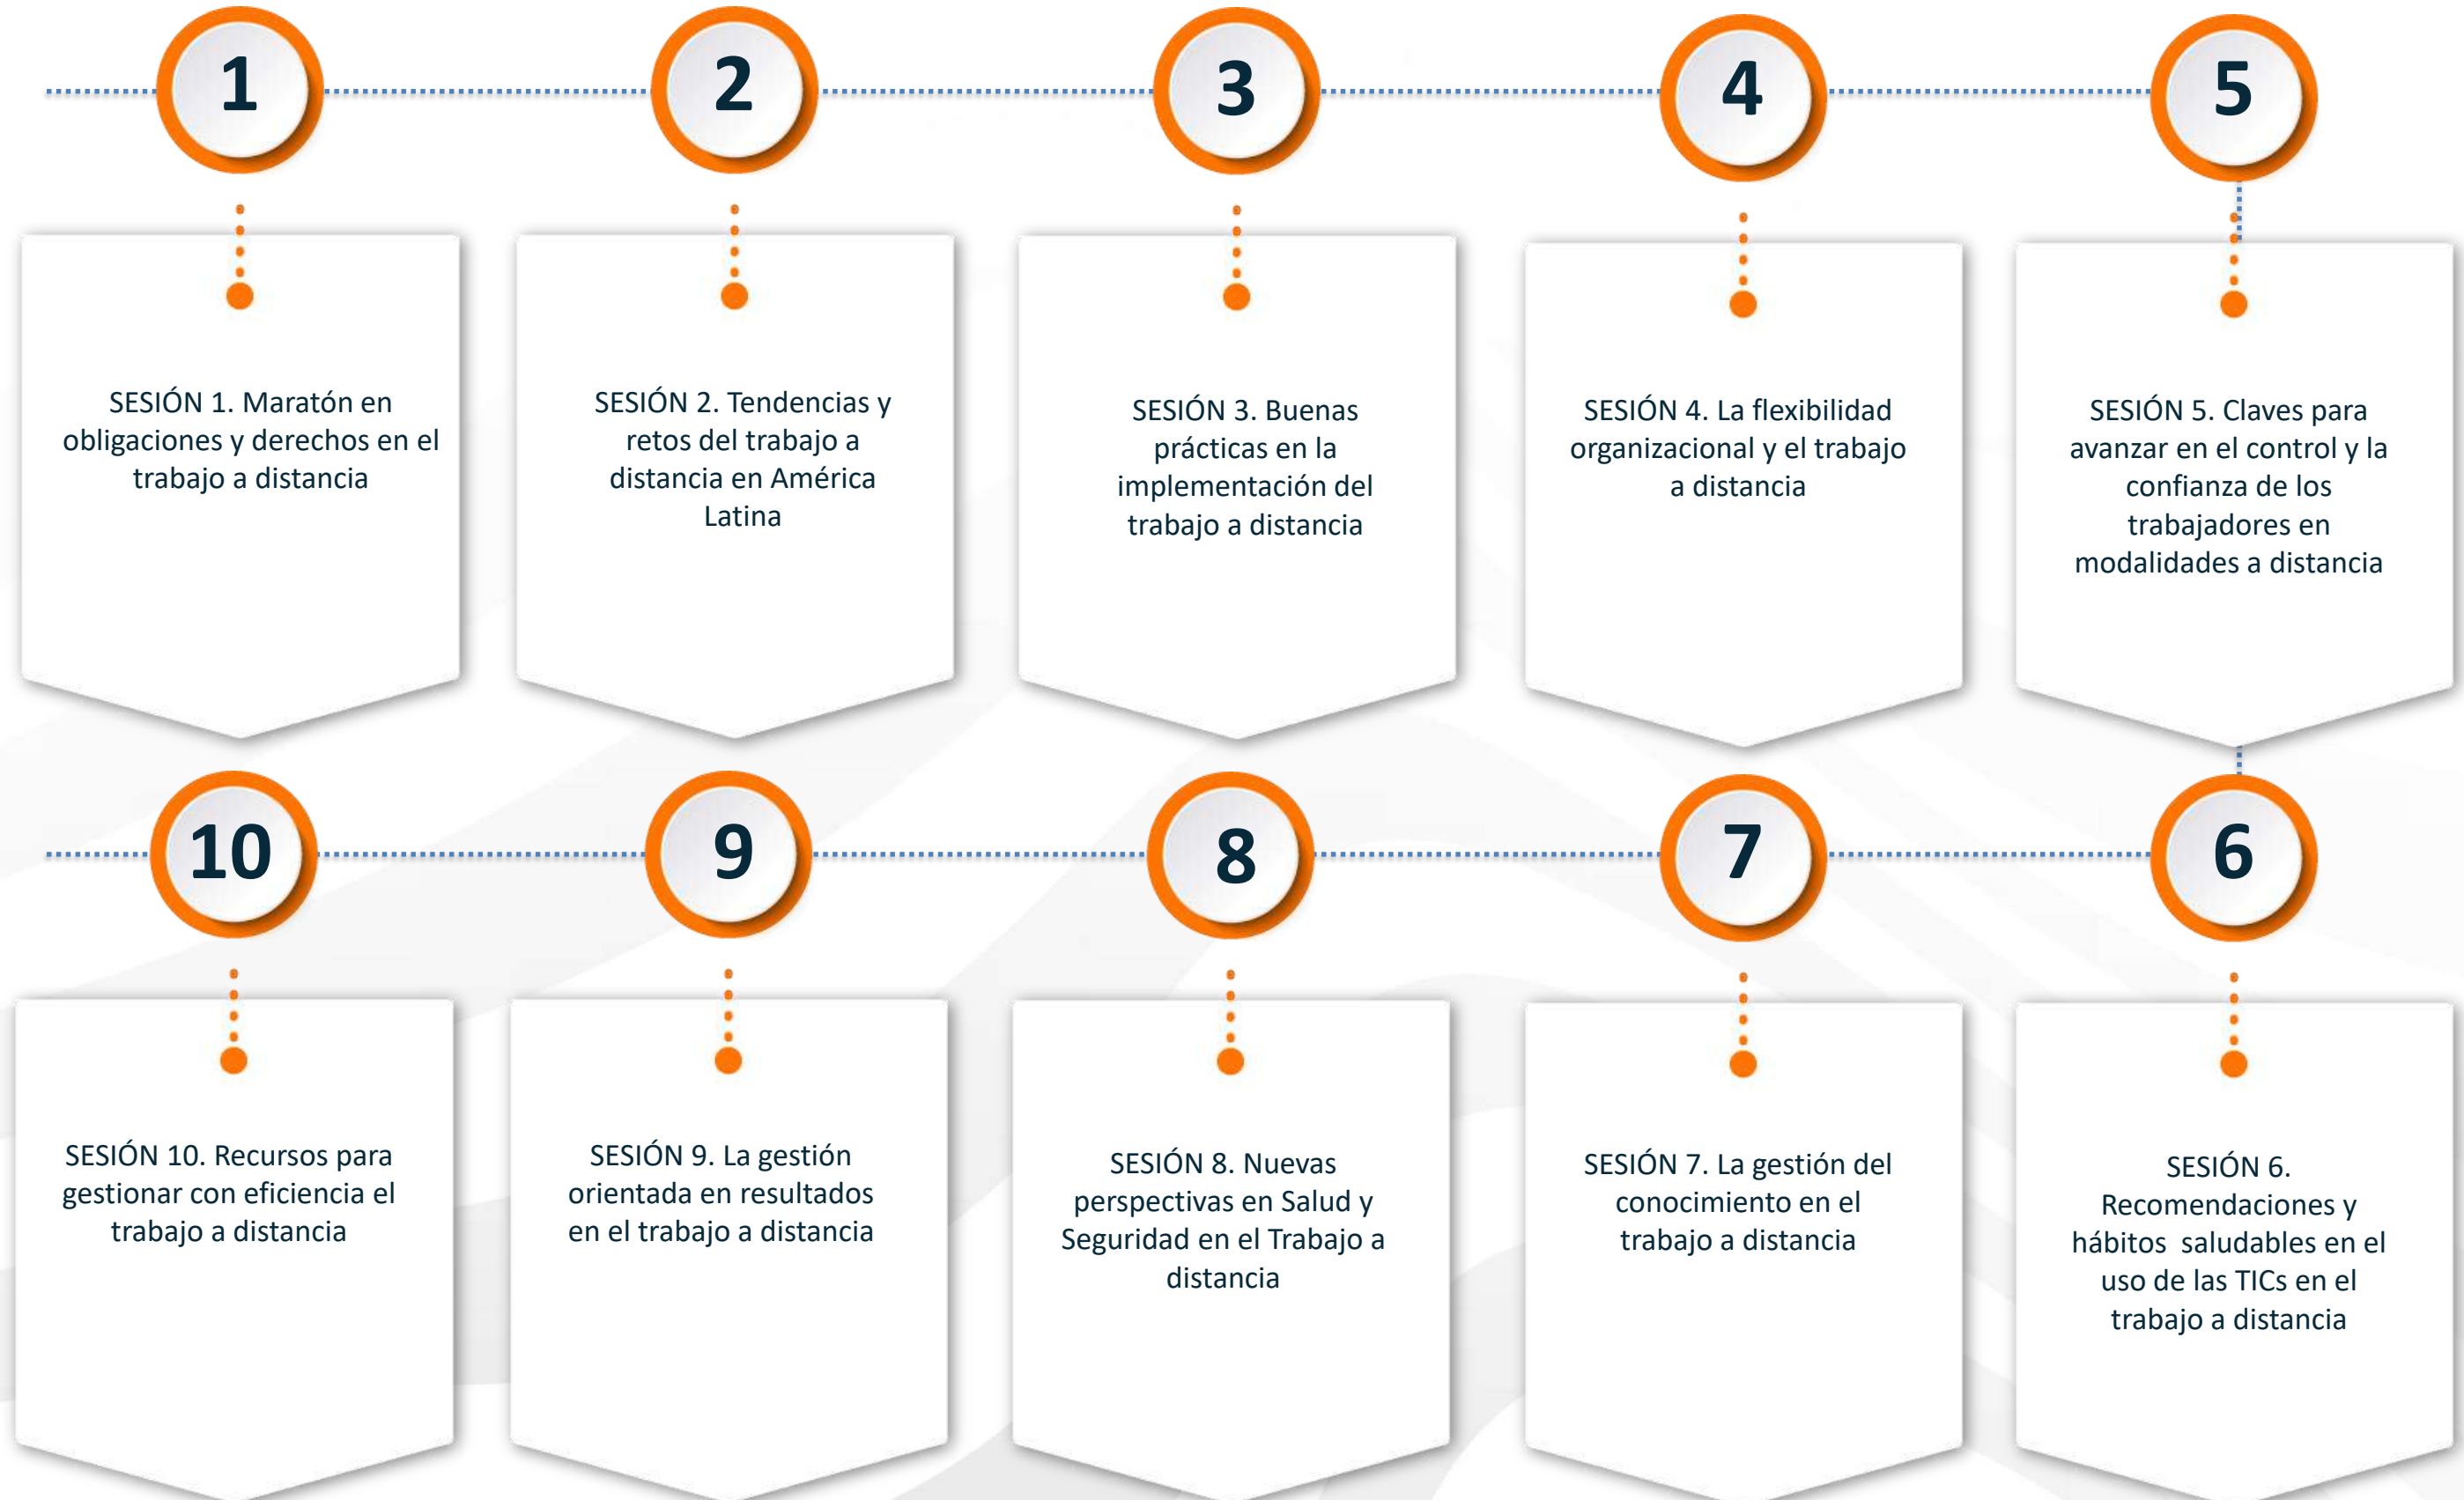 1
2
3
4
5
SESIÓN 1. Maratón en
obligaciones y derechos en el
trabajo a distancia
SESIÓN 2. Tendencias y
retos del trabajo a
distancia en América
Latina
SESIÓN 3. Buenas
prácticas en la
implementación del
trabajo a distancia
SESIÓN 4. La flexibilidad
organizacional y el trabajo
a distancia
SESIÓN 5. Claves para
avanzar en el control y la
confianza de los
trabajadores en
modalidades a distancia
10
9
8
7
6
SESIÓN 10. Recursos para
gestionar con eficiencia el
trabajo a distancia
SESIÓN 9. La gestión
orientada en resultados
en el trabajo a distancia
SESIÓN 8. Nuevas
perspectivas en Salud y
Seguridad en el Trabajo a
distancia
SESIÓN 7. La gestión del
conocimiento en el
trabajo a distancia
SESIÓN 6.
Recomendaciones y
hábitos  saludables en el
uso de las TICs en el
trabajo a distancia